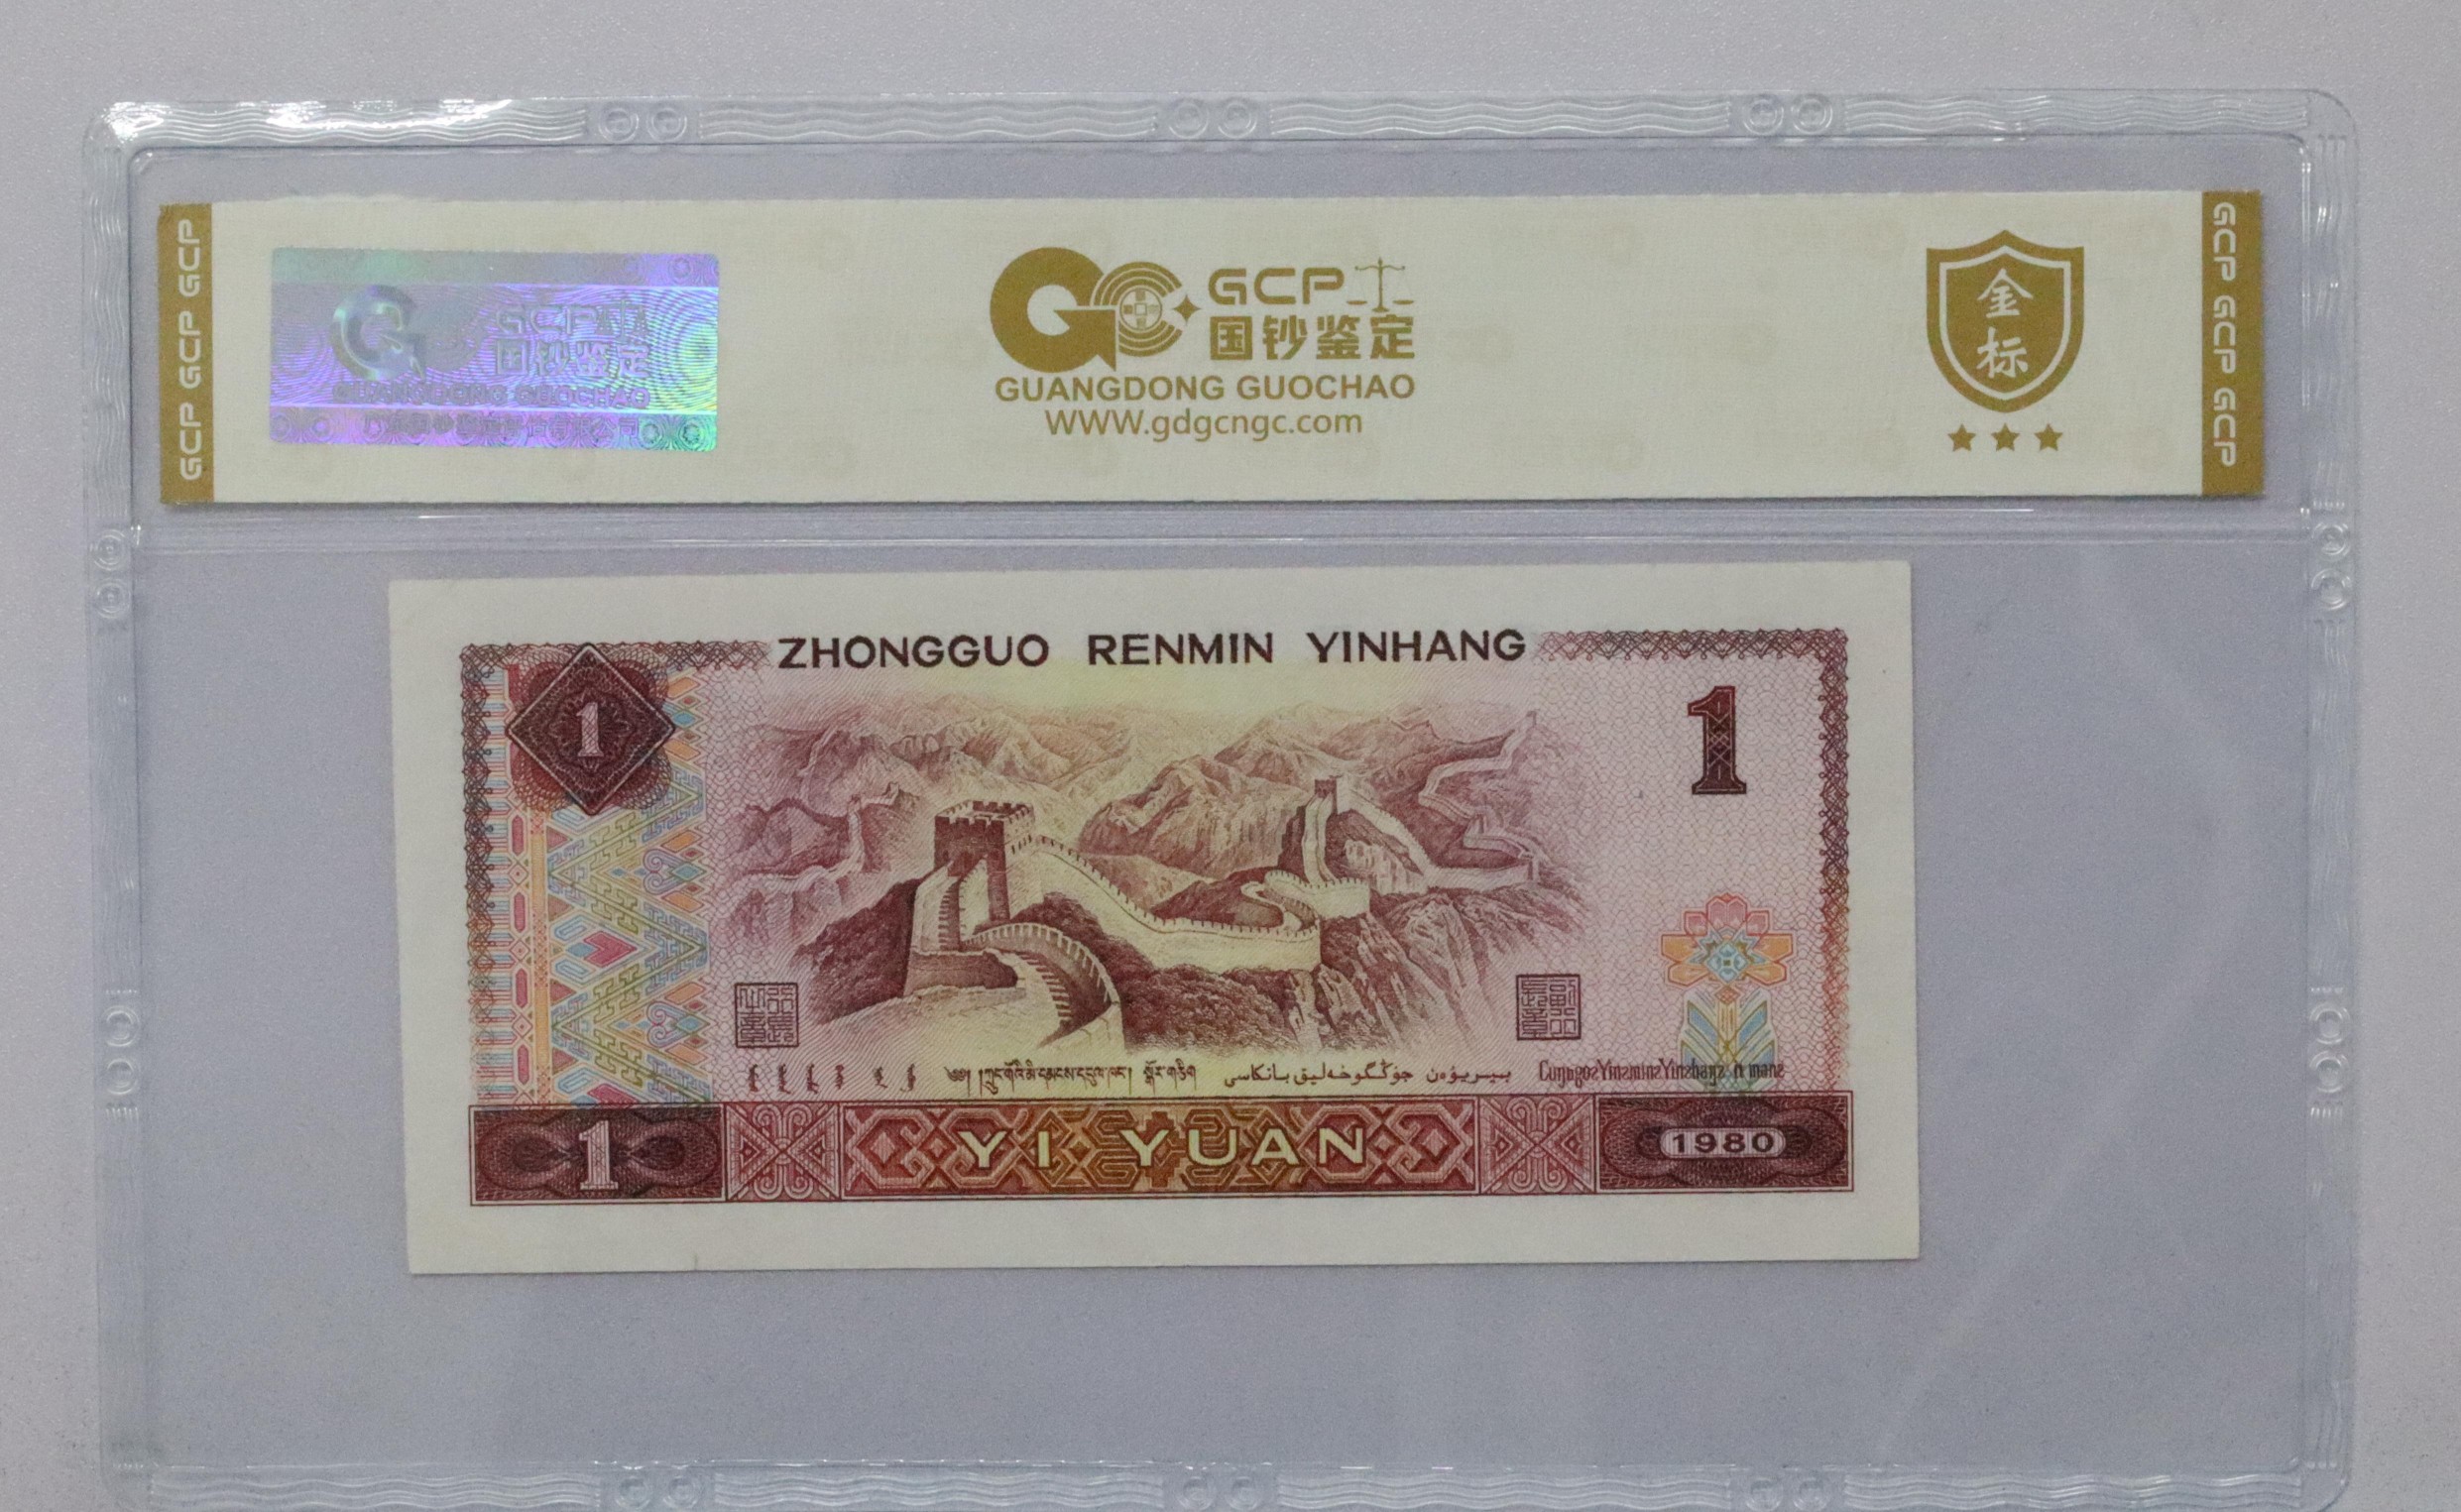 GCP GCP GCP
GCP
国钞鉴定
GUANGDONG GUOCHAO
GCP
国钞鉴定
GUANGDONG GUOCHAO
WWW.gdgcngc.com
金
标
GCP GCP GCP
ZHONGGUO RENMIN YINHANG
1
1
1
YI YUAN
1980